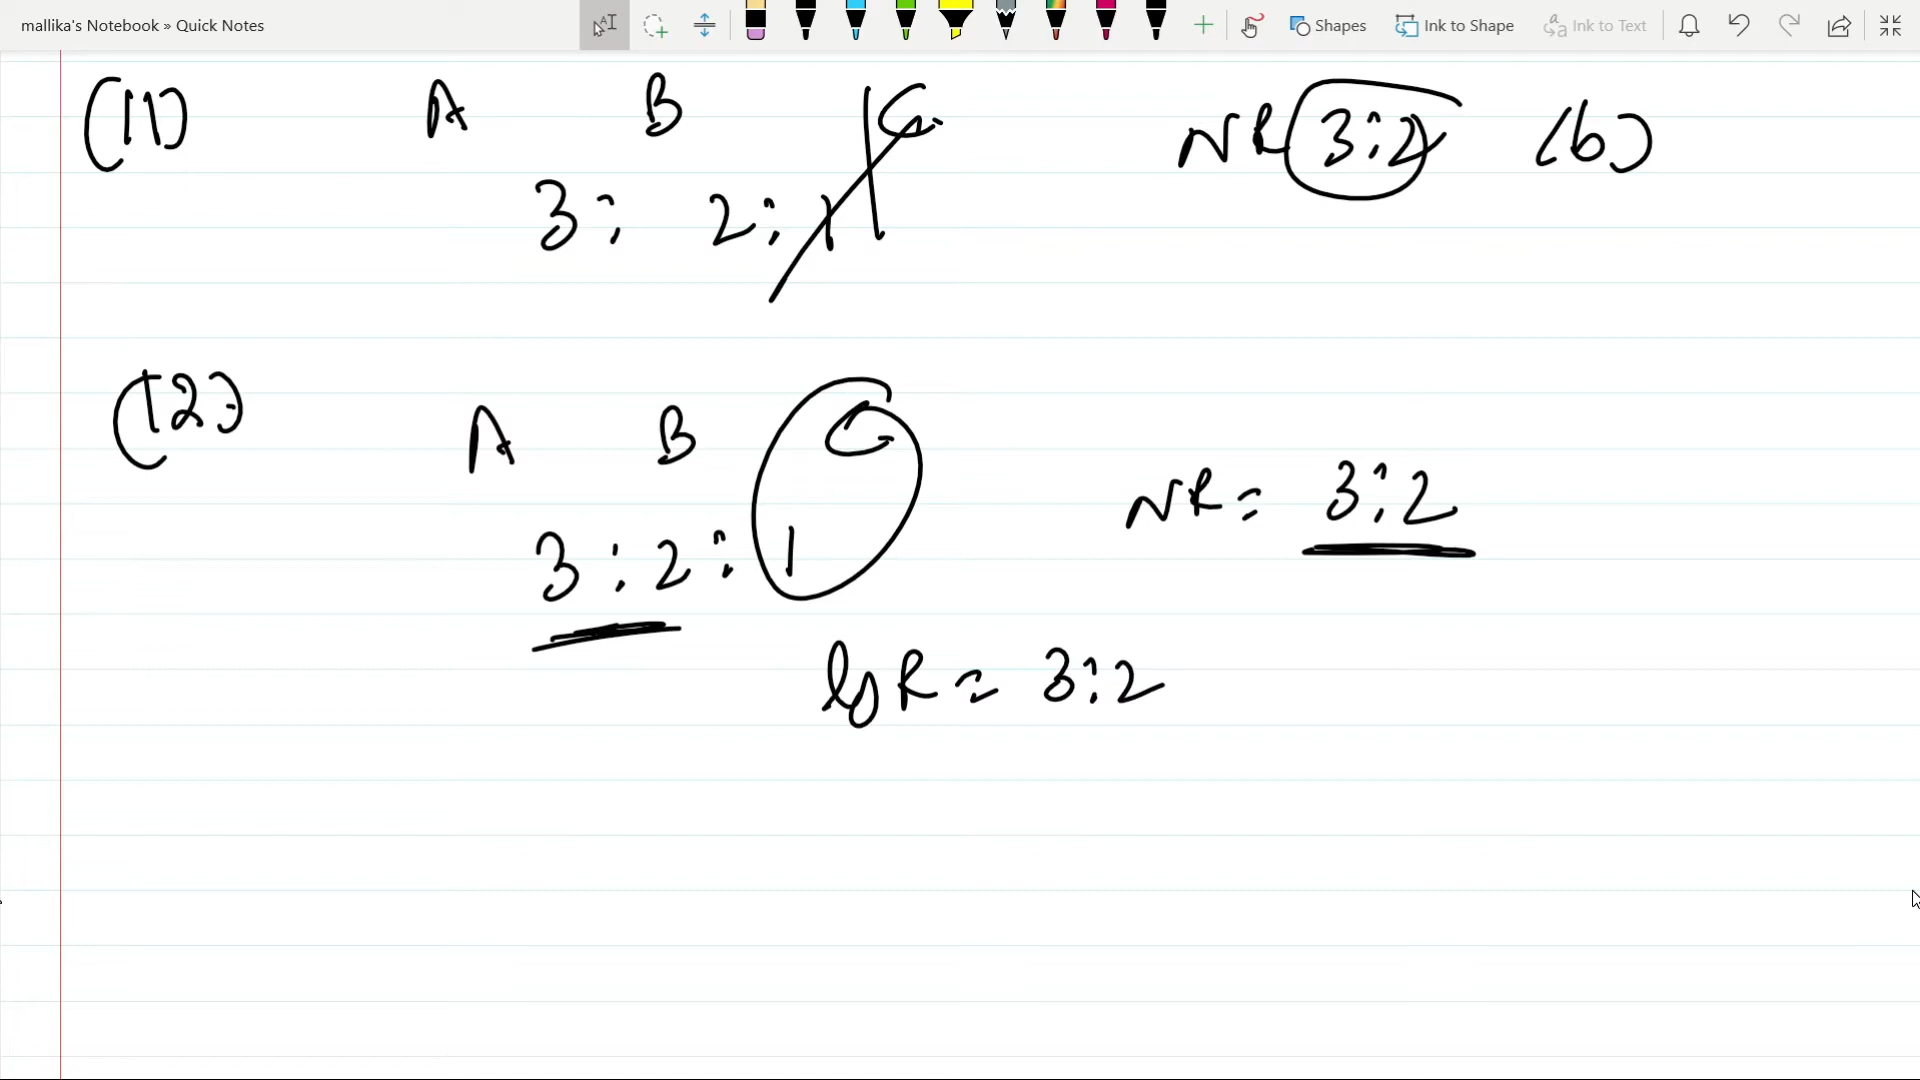 mallika's Notebook » Quick Notes
Shapes
Ink to Shape
Ink to Text
(11) A B C NR 3:2 (b)
3 : 2 : 1
(12) A B C
NR = 3:2
3 : 2 : 1
R = 3:2